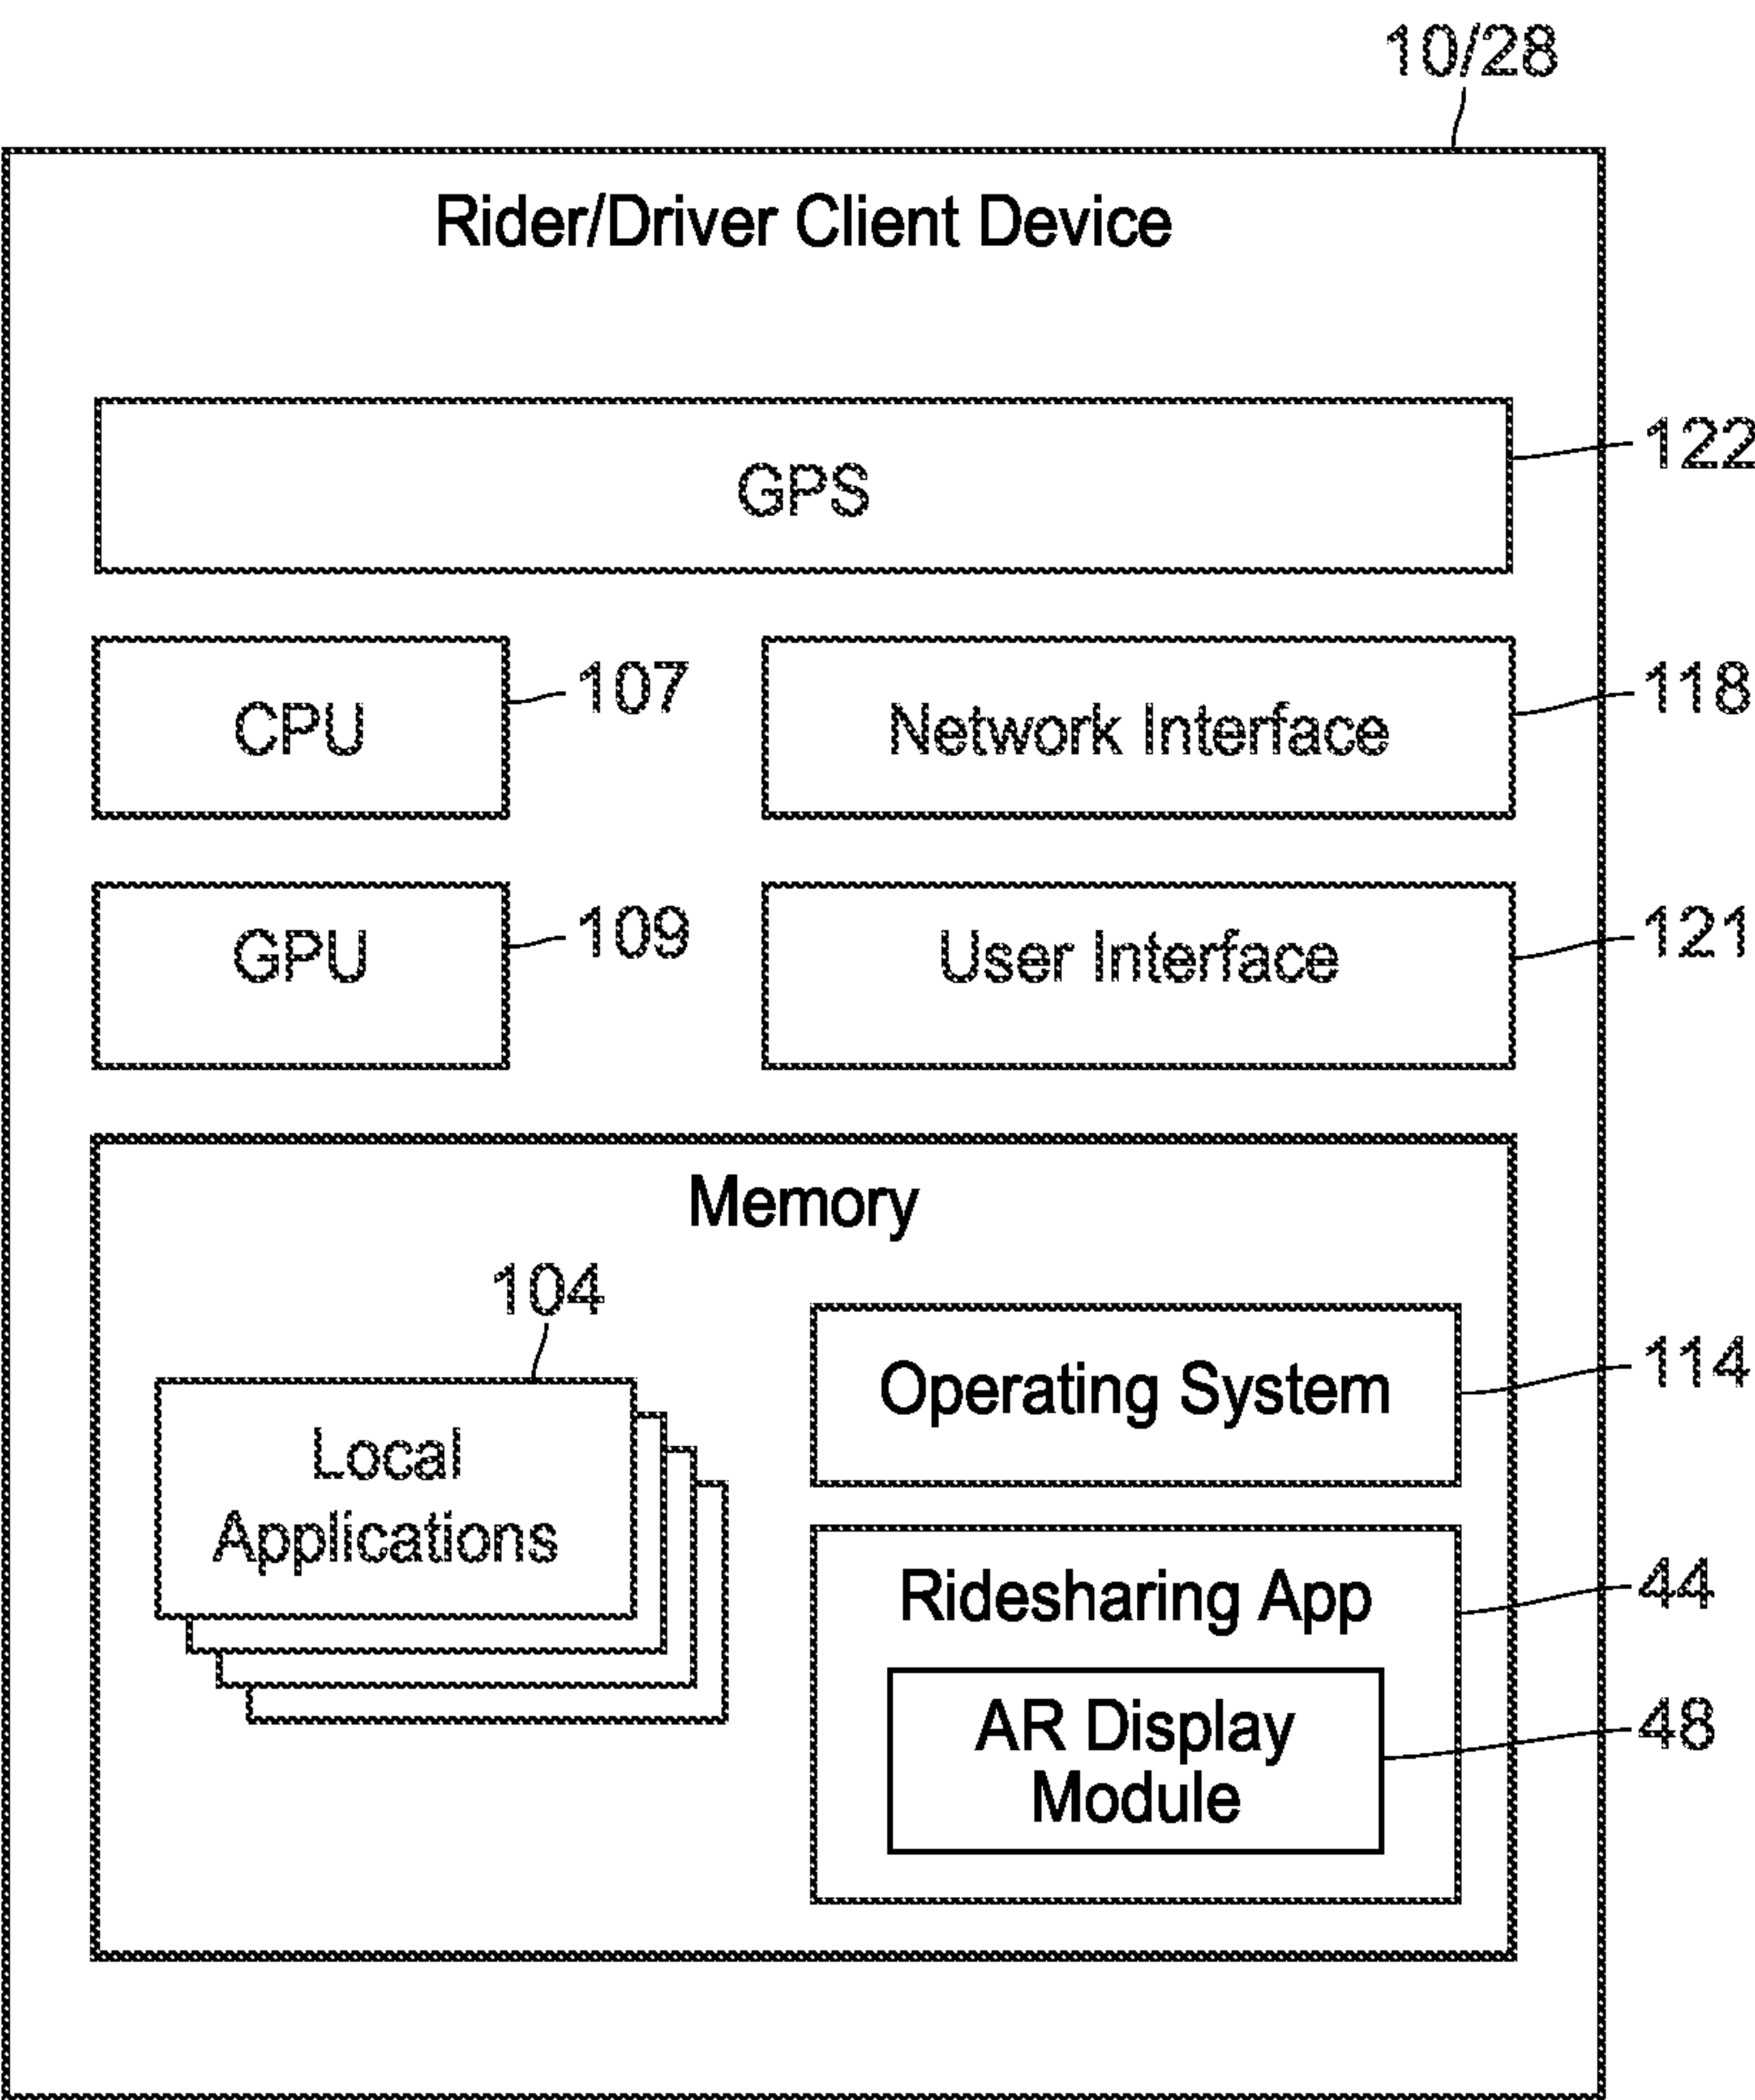 10/28
Rider/Driver Client Device
GPS
122
CPU
107
Network Interface
118
GPU
109
User Interface
121
Memory
104
Local
Applications
Operating System
114
Ridesharing App
44
AR Display
Module
48